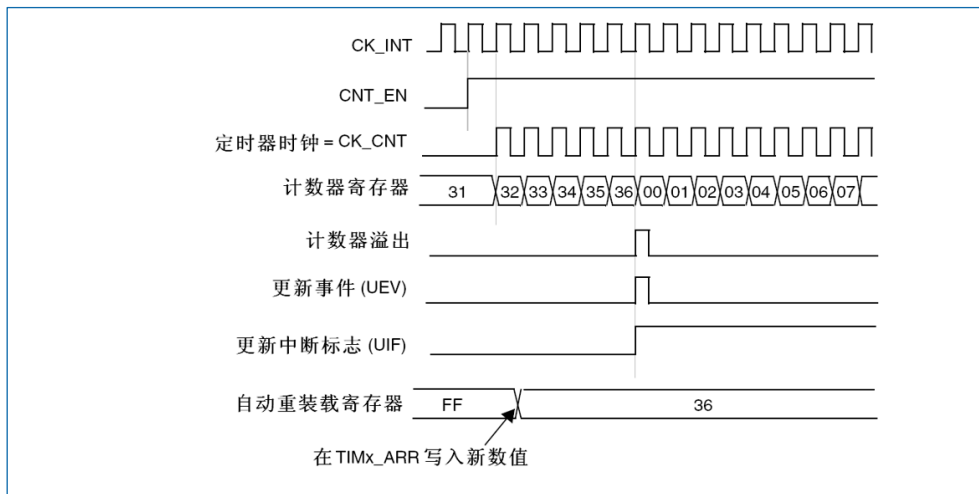 CK_INT
CNT_EN
定时器时钟 = CK_CNT
计数器寄存器 31 32 33 34 35 36 00 01 02 03 04 05 06 07
计数器溢出
更新事件 (UEV)
更新中断标志 (UIF)
自动重装载寄存器 FF 36
在 TIMx_ARR 写入新数值